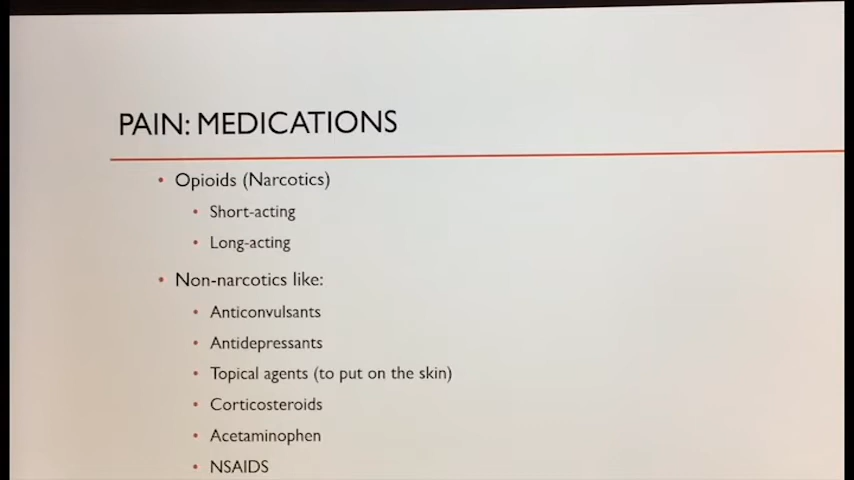 PAIN: MEDICATIONS
• Opioids (Narcotics)
• Short-acting
• Long-acting
• Non-narcotics like:
• Anticonvulsants
• Antidepressants
• Topical agents (to put on the skin)
• Corticosteroids
• Acetaminophen
• NSAIDS